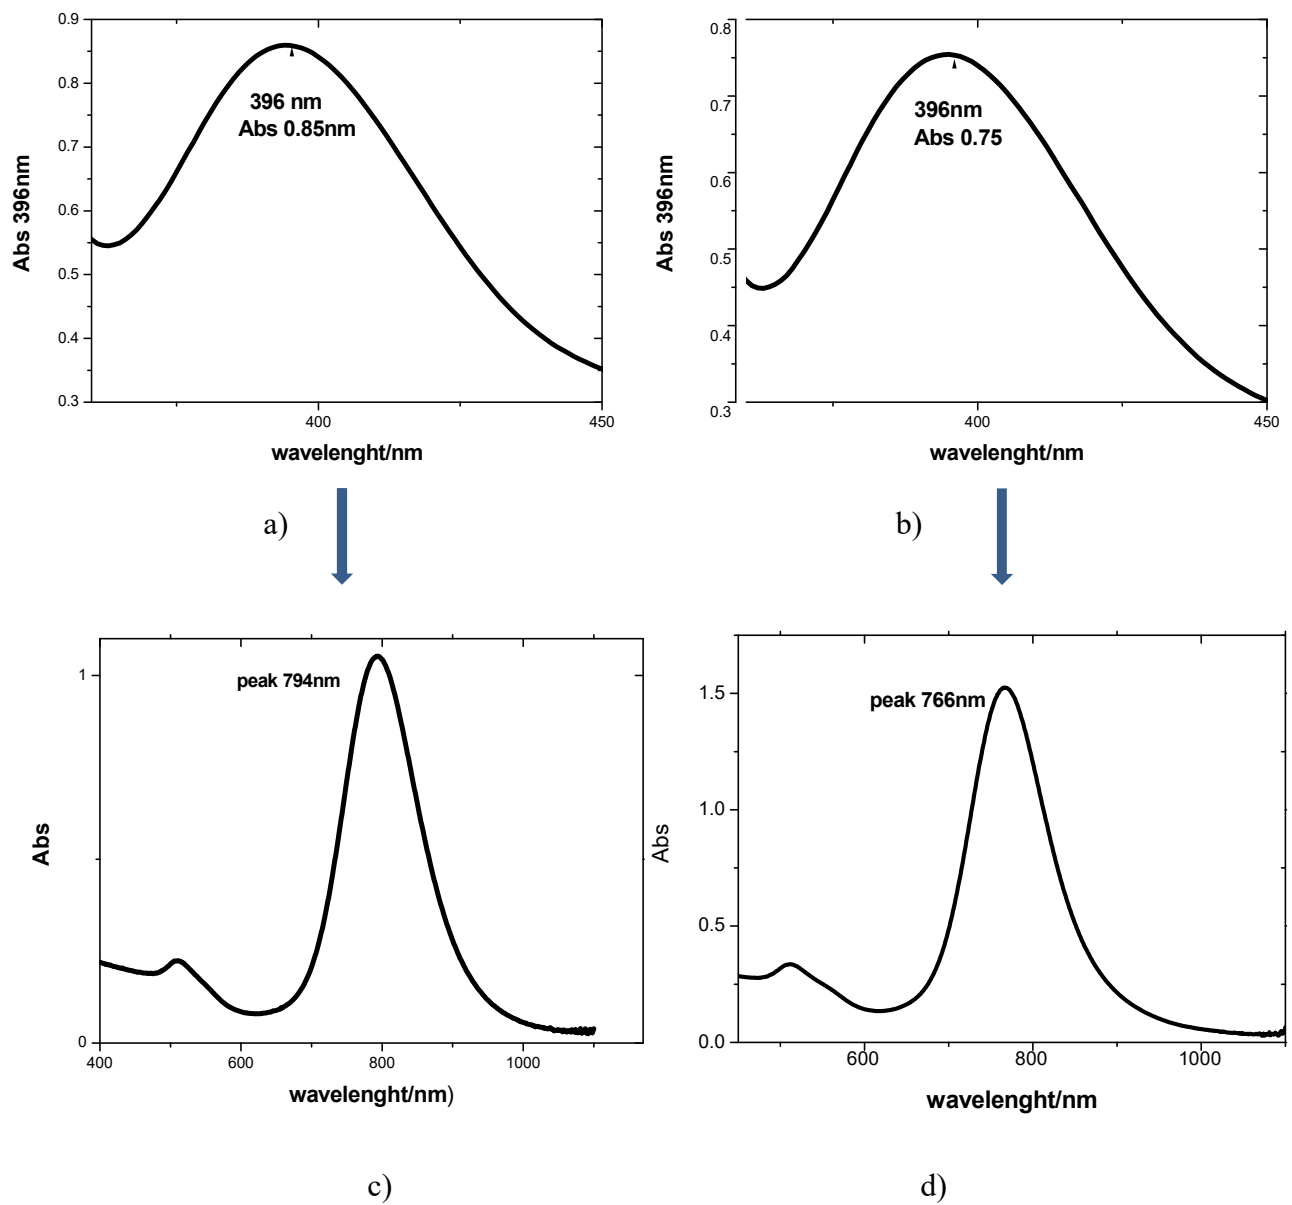 0.9
0.8
0.7
0.6
0.5
0.4
0.3
Abs 396nm
396 nm
Abs 0.85nm
400
450
wavelenght/nm
0.8
0.7
0.6
0.5
0.4
0.3
Abs 396nm
396nm
Abs 0.75
400
450
wavelenght/nm
a)
b)
1
0
Abs
peak 794nm
400
600
800
1000
wavelenght/nm)
1.5
1.0
0.5
0.0
Abs
peak 766nm
600
800
1000
wavelenght/nm
c)
d)